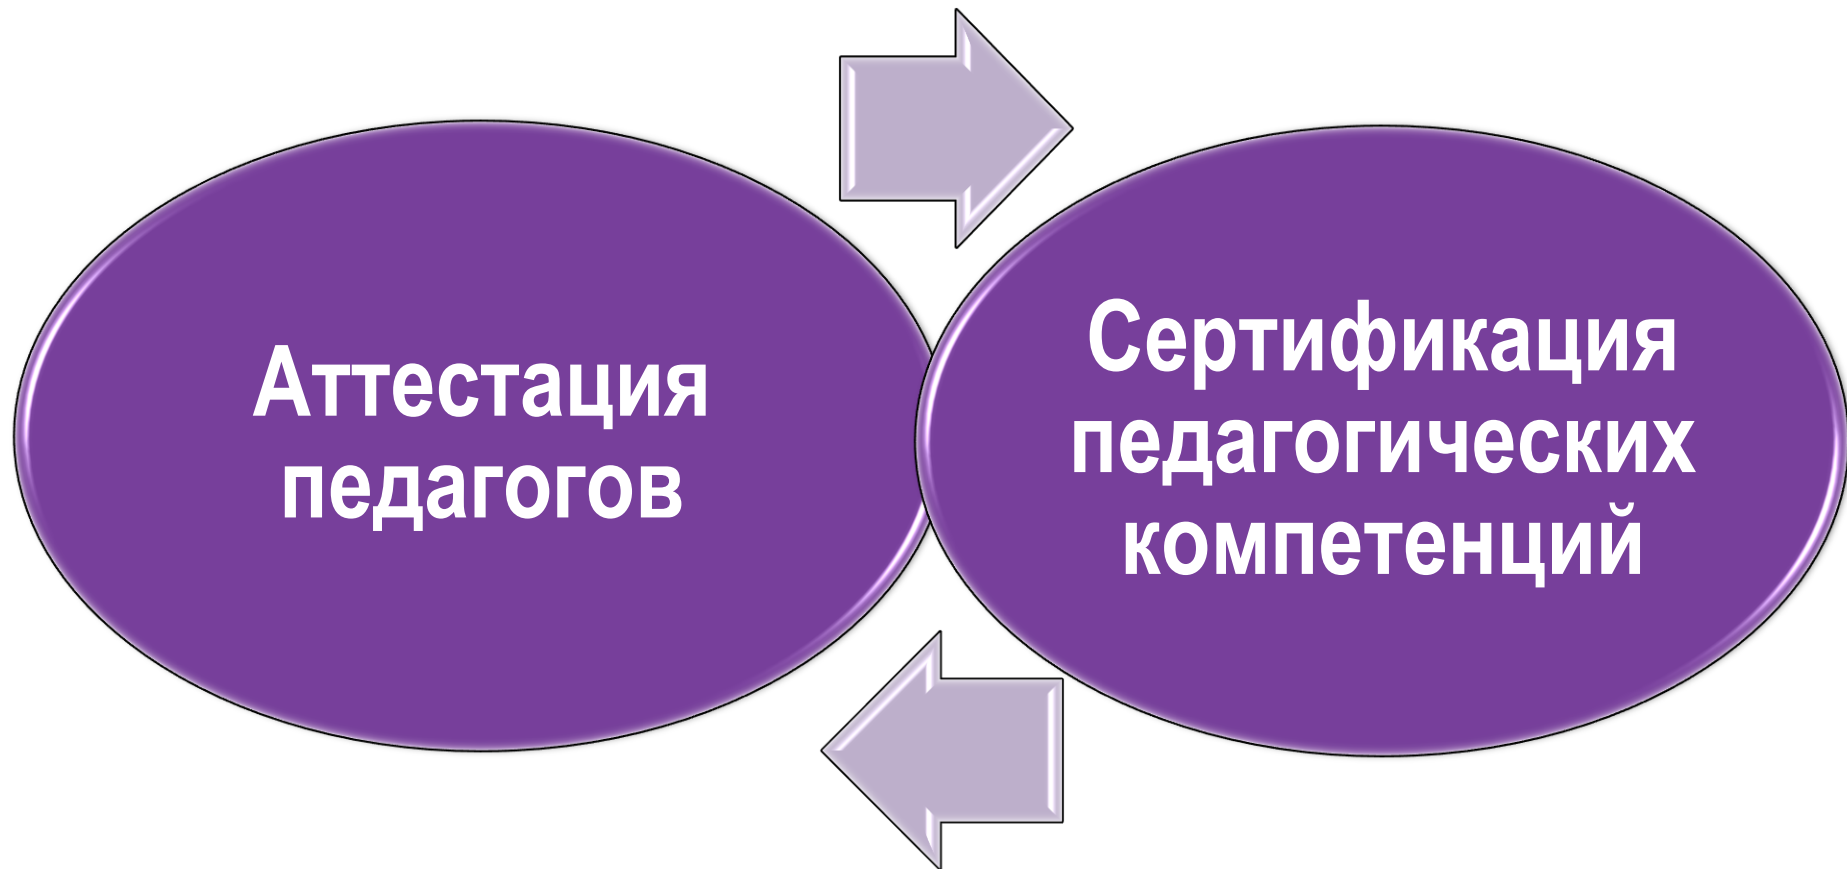 Аттестация
педагогов
Сертификация
педагогических
компетенций